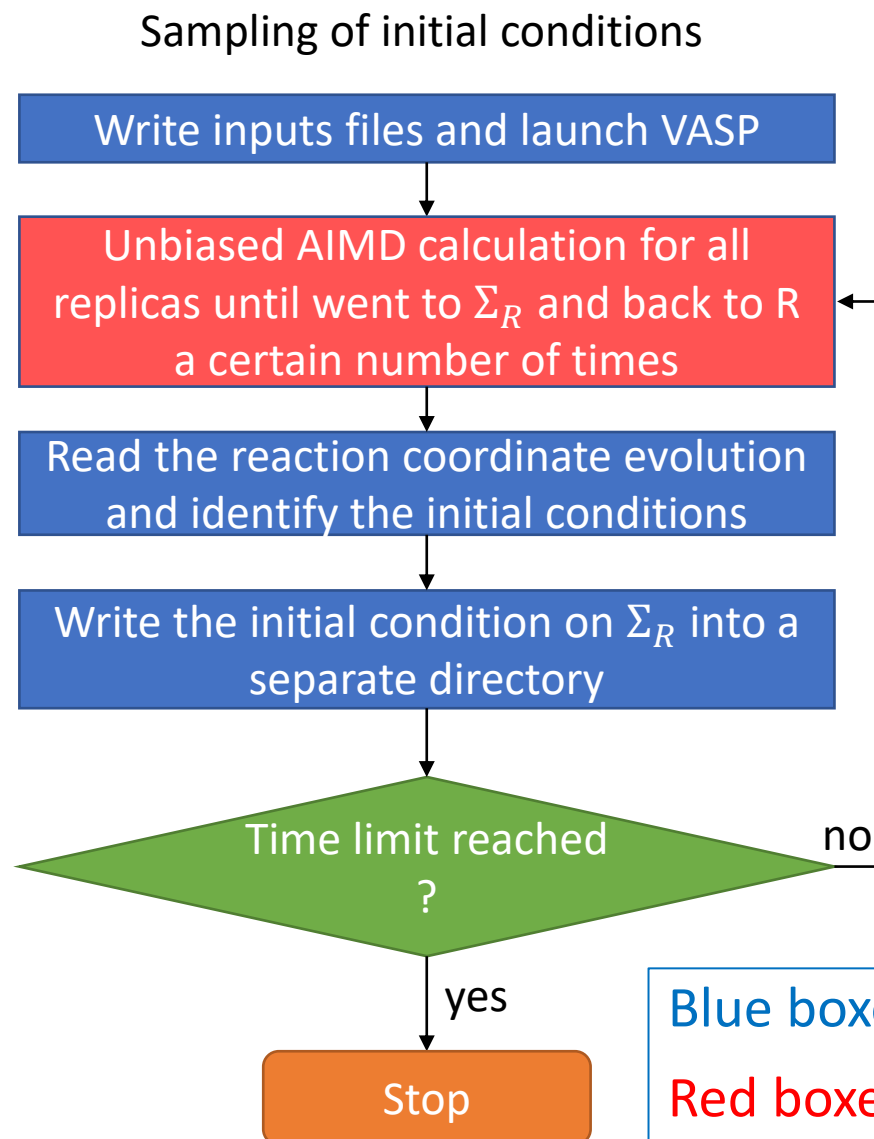 Sampling of initial conditions
Write inputs files and launch VASP
Unbiased AIMD calculation for all
replicas until went to Σ_R and back to R
a certain number of times
Read the reaction coordinate evolution
and identify the initial conditions
Write the initial condition on Σ_R into a
separate directory
Time limit reached
?
no
yes
Stop
Blue
Red